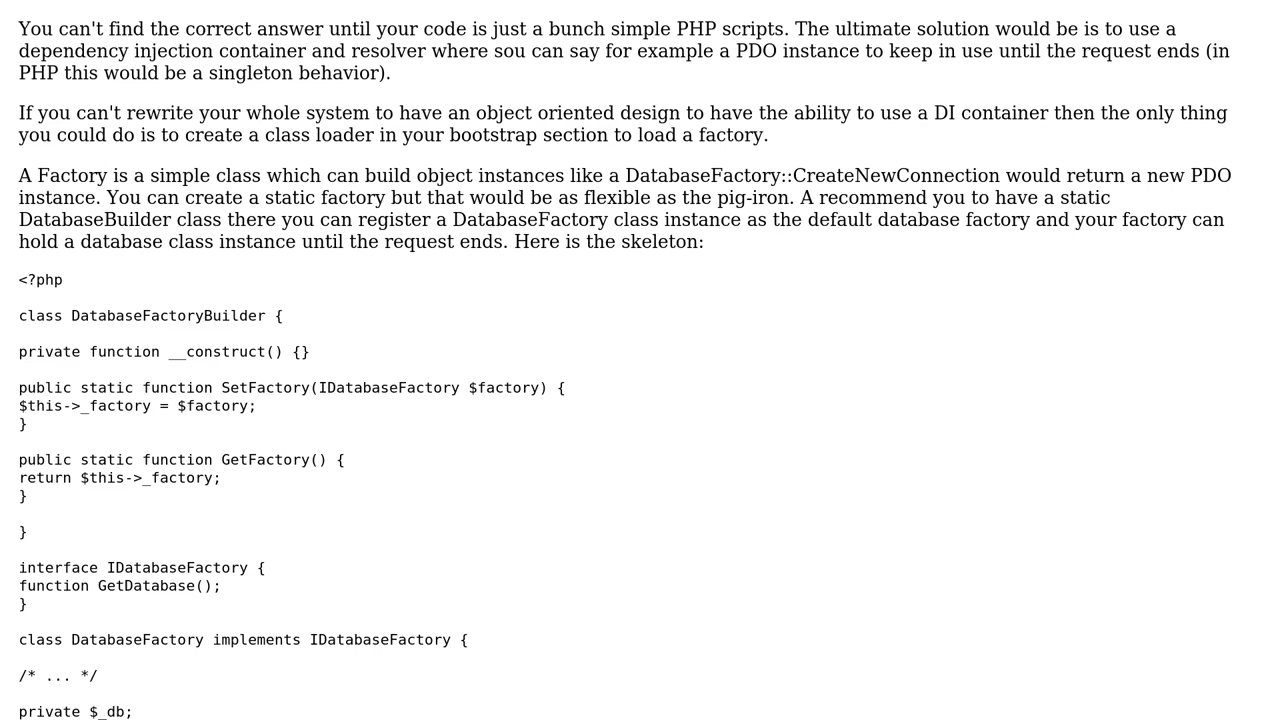 You can't find the correct answer until your code is just a bunch simple PHP scripts. The ultimate solution would be is to use a
dependency injection container and resolver where sou can say for example a PDO instance to keep in use until the request ends (in
PHP this would be a singleton behavior).
If you can't rewrite your whole system to have an object oriented design to have the ability to use a DI container then the only thing
you could do is to create a class loader in your bootstrap section to load a factory.
A Factory is a simple class which can build object instances like a DatabaseFactory::CreateNewConnection would return a new PDO
instance. You can create a static factory but that would be as flexible as the pig-iron. A recommend you to have a static
DatabaseBuilder class there you can register a DatabaseFactory class instance as the default database factory and your factory can
hold a database class instance until the request ends. Here is the skeleton:
<?php
class DatabaseFactoryBuilder {
private function __construct() {}
public static function SetFactory(IDatabaseFactory $factory) {
$this->_factory = $factory;
}
public static function GetFactory() {
return $this->_factory;
}
}
interface IDatabaseFactory {
function GetDatabase();
}
class DatabaseFactory implements IDatabaseFactory {
/* ... */
private $_db;